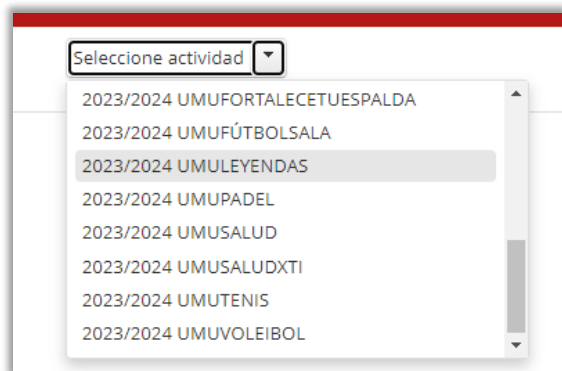 Seleccione actividad
2023/2024 UMUFORTALECETUESPALDA
2023/2024 UMUFÚTBOLSALA
2023/2024 UMULEYENDAS
2023/2024 UMUPADEL
2023/2024 UMUSALUD
2023/2024 UMUSALUDXTI
2023/2024 UMUTENIS
2023/2024 UMUVOLEIBOL